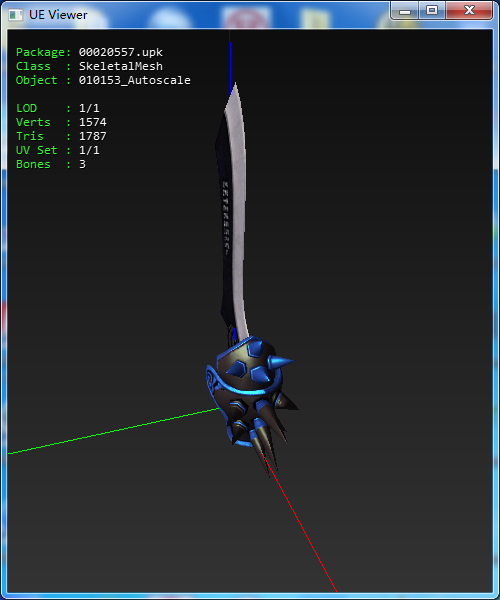 UE Viewer
Package: 00020557.upk
Class : SkeletalMesh
Object : 010153_Autoscale
LOD : 1/1
Verts : 1574
Tris : 1787
UV Set : 1/1
Bones : 3